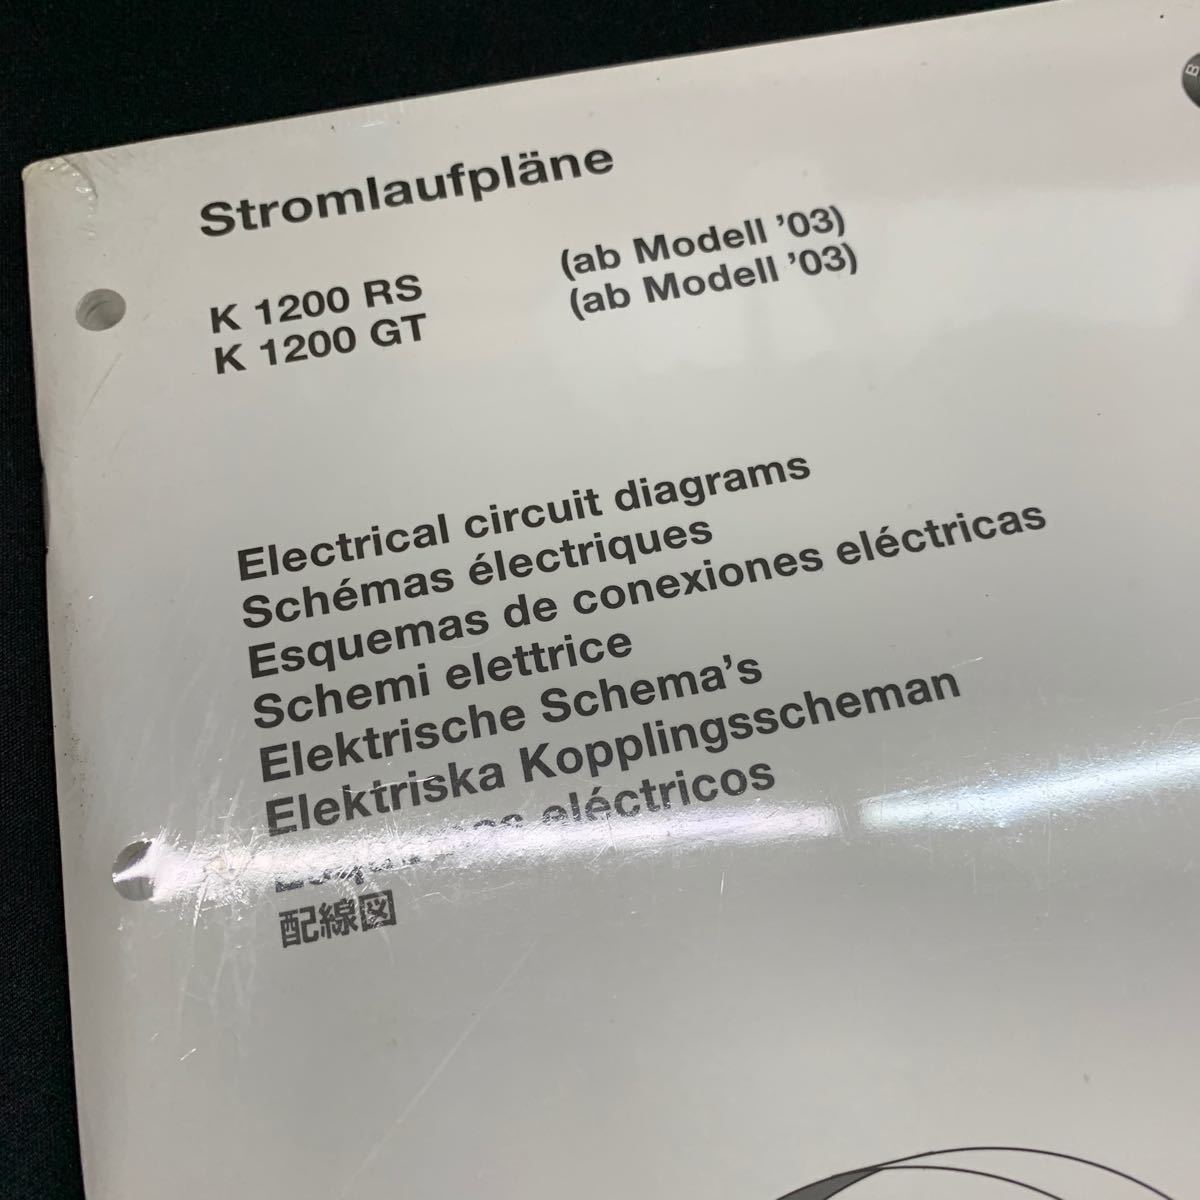 Stromlaufpläne
K 1200 RS (ab Modell ’03)
K 1200 GT (ab Modell ’03)
Electrical circuit diagrams
Schémas électriques
Esquemas de conexiones eléctricas
Schemi elettrice
Elektrische Schema’s
Elektriska Kopplingsscheman
eléctricos
配線図
B